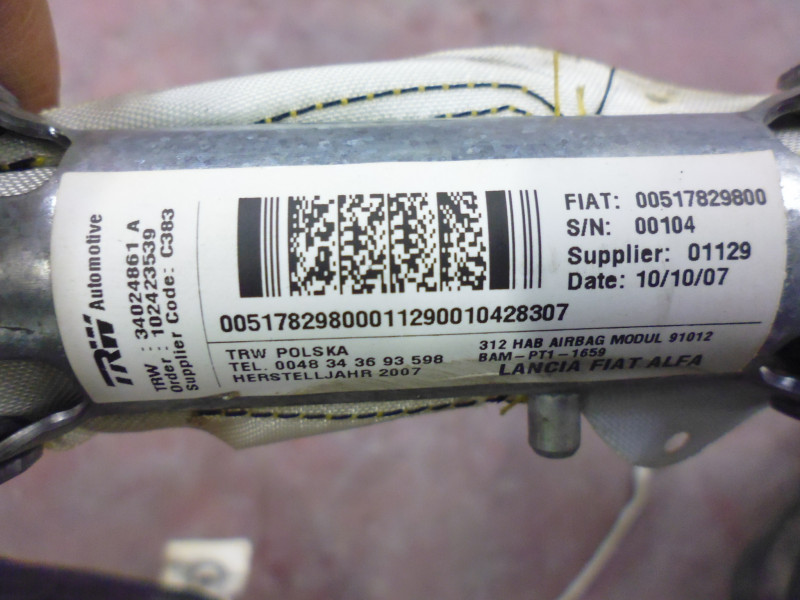 TRW Automotive
TRW : 34024861 A
Order : 102423539
Supplier Code: C383
FIAT: 00517829800
S/N: 00104
Supplier: 01129
Date: 10/10/07
00517829800011290010428307
TRW POLSKA
TEL. 0048 34 36 93 598
HERSTELLJAHR 2007
312 HAB AIRBAG MODUL 91012
BAM-PT1-1659
LANCIA FIAT ALFA